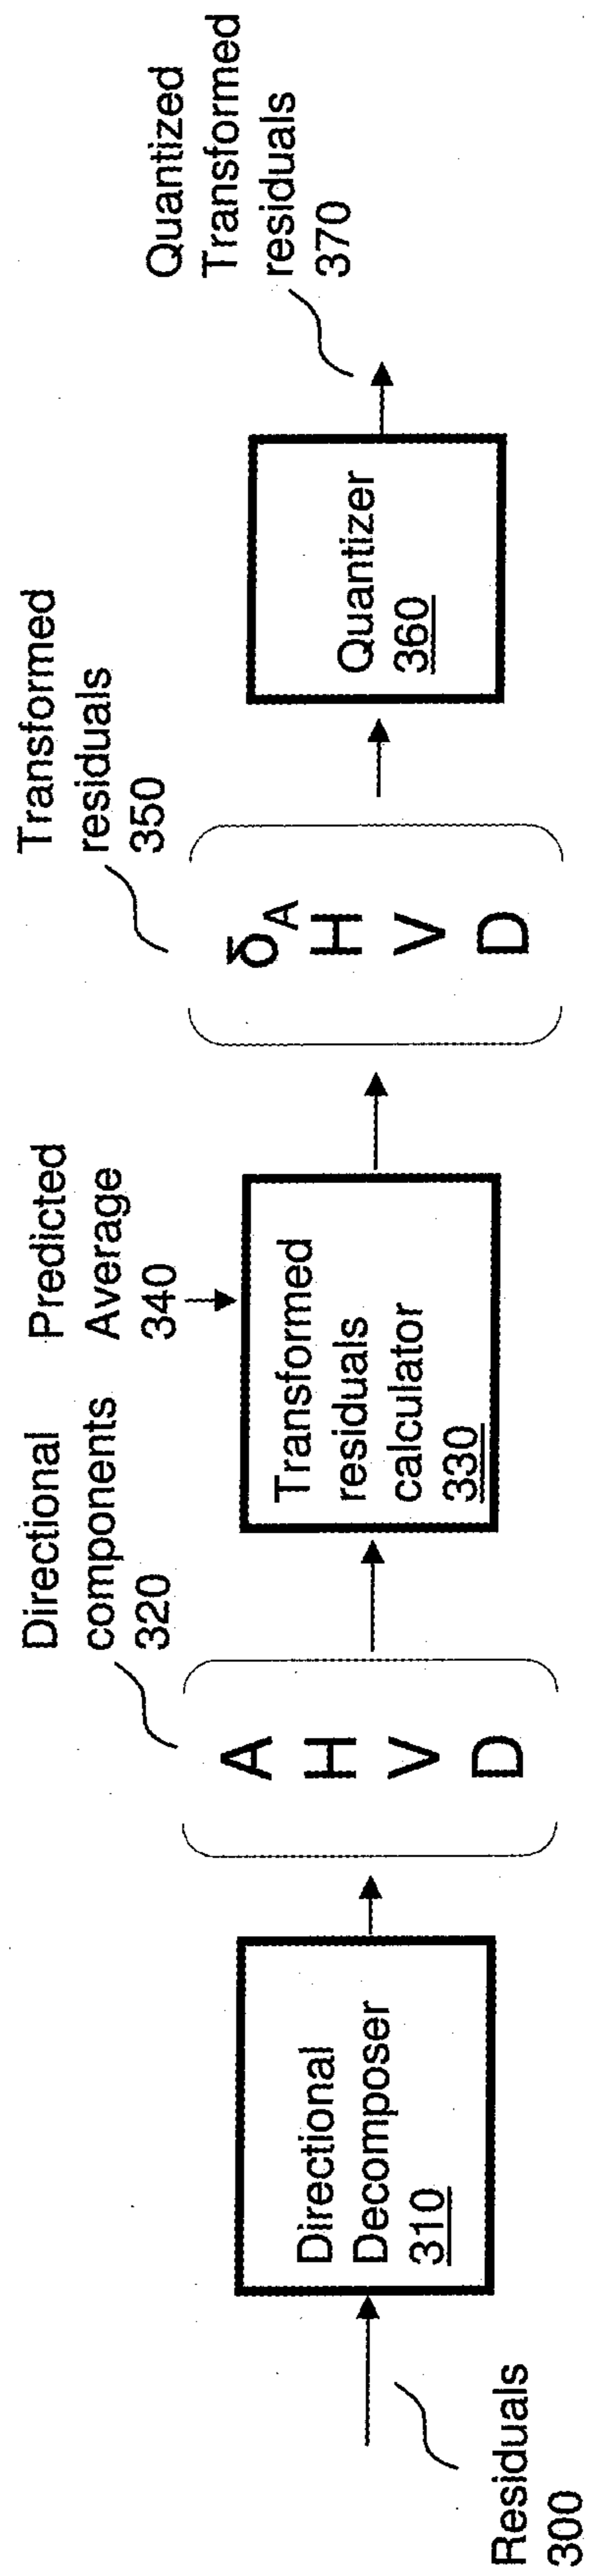 Residuals
300
Directional
Decomposer
310
Directional
components
320
A
H
V
D
Transformed
residuals
calculator
330
Predicted
Average
340
Transformed
residuals
350
δA
H
V
D
Quantizer
360
Quantized
Transformed
residuals
370